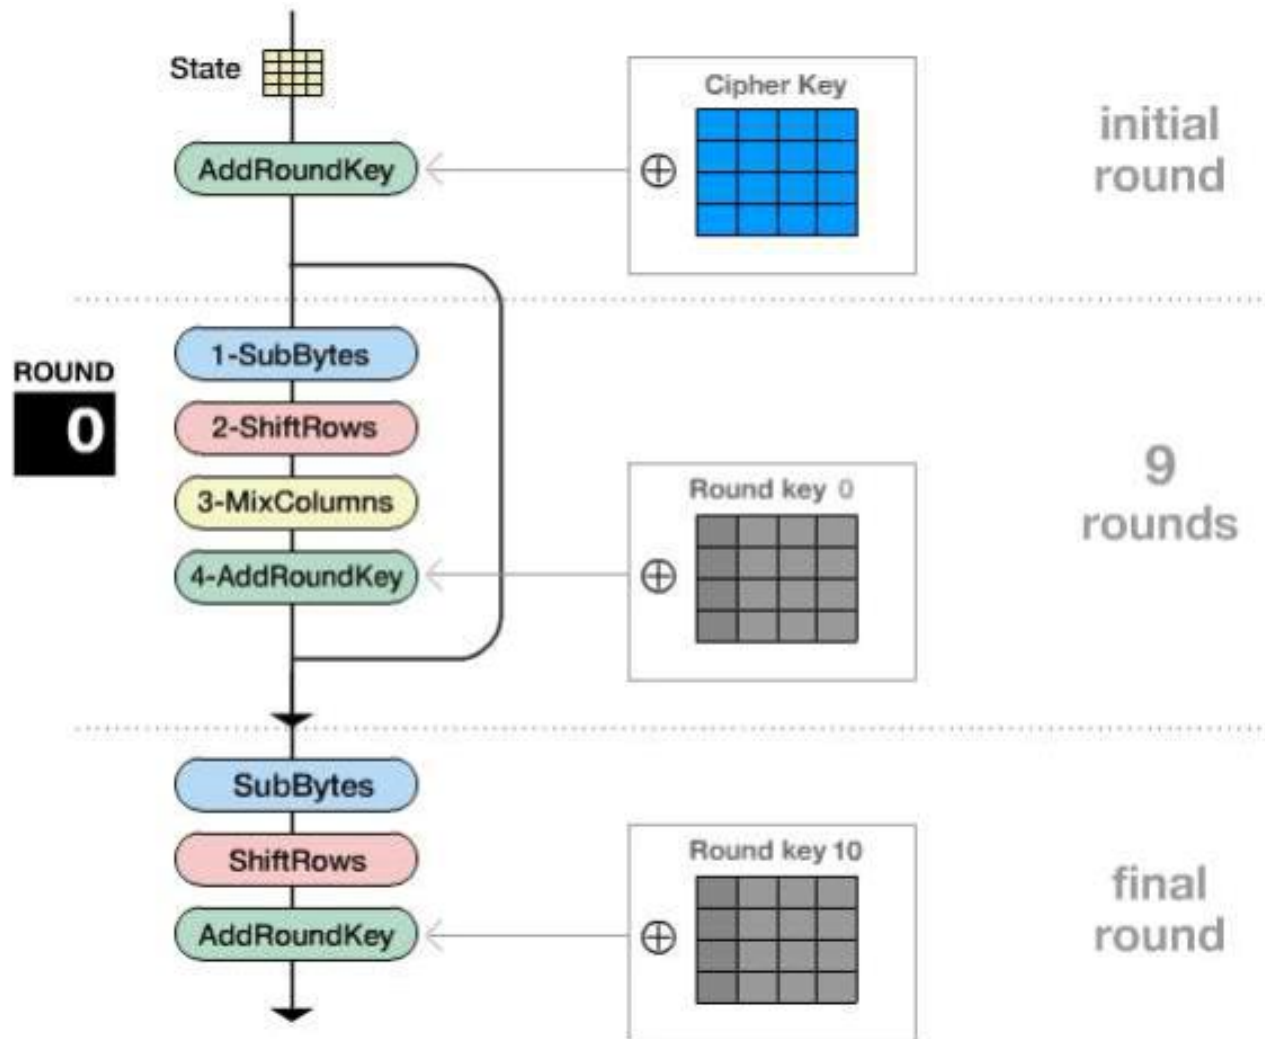 State
Cipher Key
AddRoundKey
initial
round
ROUND
0
1-SubBytes
2-ShiftRows
3-MixColumns
4-AddRoundKey
Round key 0
9
rounds
SubBytes
ShiftRows
AddRoundKey
Round key 10
final
round